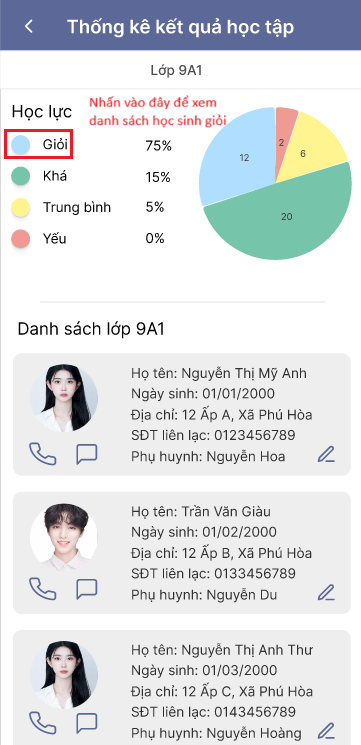 Thống kê kết quả học tập
Lớp 9A1
Học lực
Nhấn vào đây để xem
danh sách học sinh giỏi
Giỏi 75%
Khá 15%
Trung bình 5%
Yếu 0%
2
12
6
20
Danh sách lớp 9A1
Họ tên: Nguyễn Thị Mỹ Anh
Ngày sinh: 01/01/2000
Địa chỉ: 12 Ấp A, Xã Phú Hòa
SĐT liên lạc: 0123456789
Phụ huynh: Nguyễn Hoa
Họ tên: Trần Văn Giàu
Ngày sinh: 01/02/2000
Địa chỉ: 12 Ấp B, Xã Phú Hòa
SĐT liên lạc: 0133456789
Phụ huynh: Nguyễn Du
Họ tên: Nguyễn Thị Anh Thư
Ngày sinh: 01/03/2000
Địa chỉ: 12 Ấp C, Xã Phú Hòa
SĐT liên lạc: 0143456789
Phụ huynh: Nguyễn Hoàng